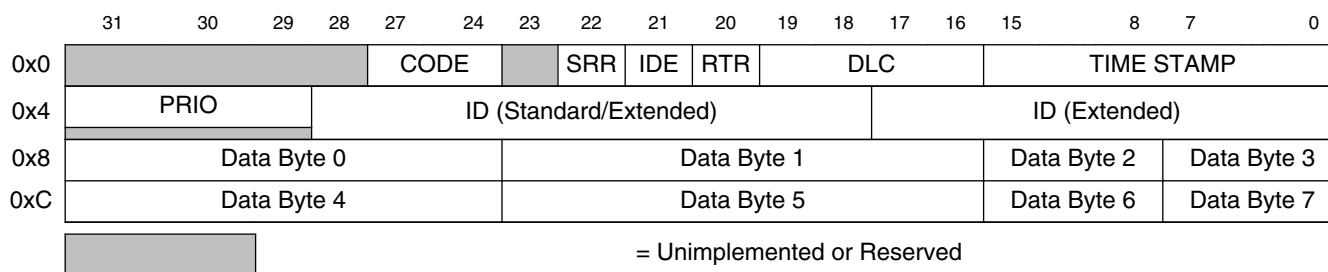 31 30 29 28 27 24 23 22 21 20 19 18 17 16 15 8 7 0
0x0 CODE SRR IDE RTR DLC TIME STAMP
0x4 PRIO ID (Standard/Extended) ID (Extended)
0x8 Data Byte 0 Data Byte 1 Data Byte 2 Data Byte 3
0xC Data Byte 4 Data Byte 5 Data Byte 6 Data Byte 7
= Unimplemented or Reserved